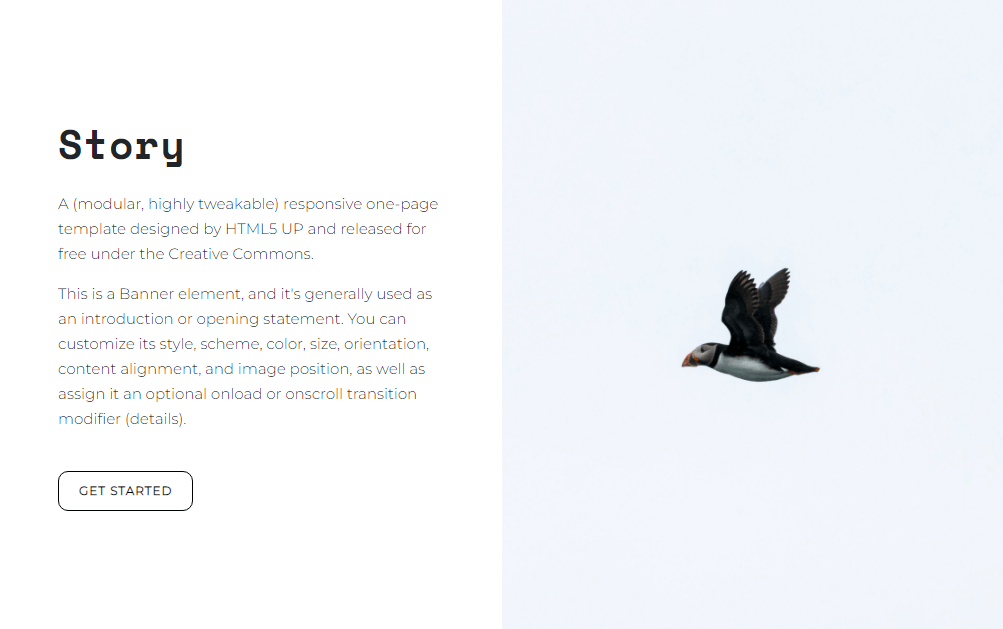 Story
A (modular, highly tweakable) responsive one-page
template designed by HTML5 UP and released for
free under the Creative Commons.
This is a Banner element, and it's generally used as
an introduction or opening statement. You can
customize its style, scheme, color, size, orientation,
content alignment, and image position, as well as
assign it an optional onload or onscroll transition
modifier (details).
GET STARTED